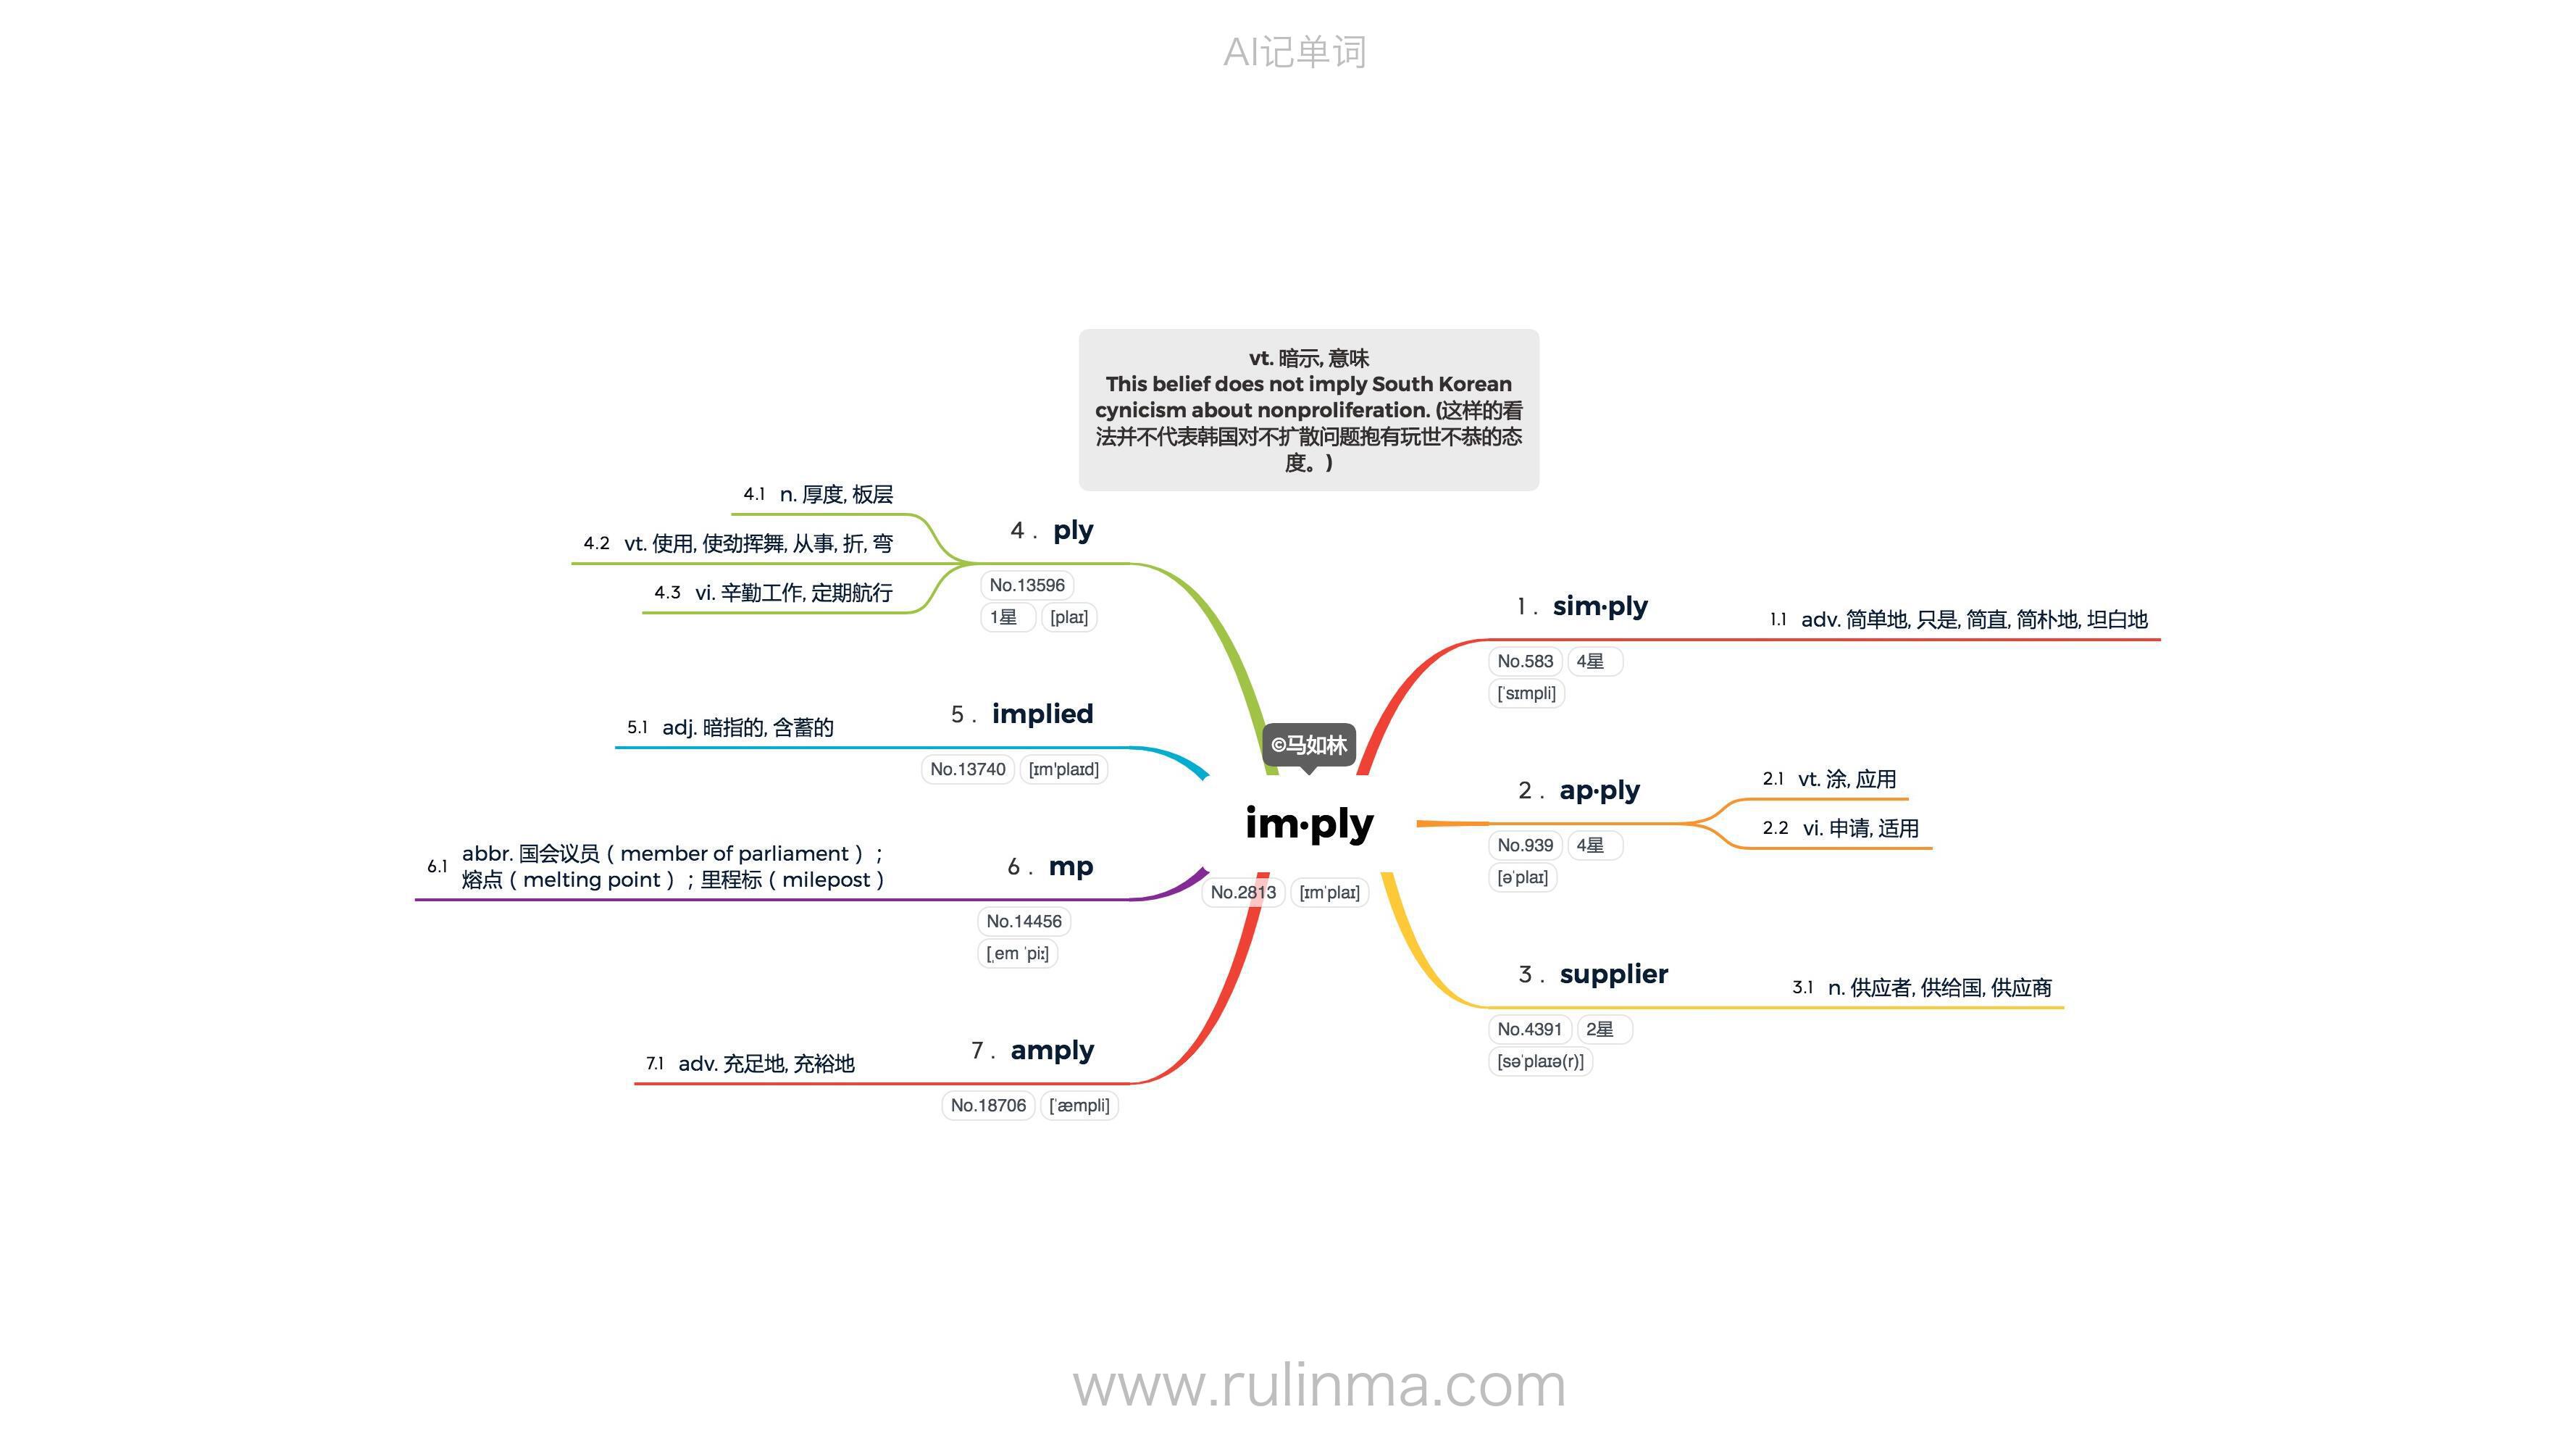 AI记单词
vt. 暗示, 意味
This belief does not imply South Korean
cynicism about nonproliferation. (这样的看
法并不代表韩国对不扩散问题抱有玩世不恭的态
度。)
©马如林
im·ply
No.2813 [ɪmˈplaɪ]
1. sim·ply
No.583 4星
[ˈsɪmpli]
1.1 adv. 简单地, 只是, 简直, 简朴地, 坦白地
2. ap·ply
No.939 4星
[əˈplaɪ]
2.1 vt. 涂, 应用
2.2 vi. 申请, 适用
3. supplier
No.4391 2星
[səˈplaɪə(r)]
3.1 n. 供应者, 供给国, 供应商
4. ply
No.13596
1星 [plaɪ]
4.1 n. 厚度, 板层
4.2 vt. 使用, 使劲挥舞, 从事, 折, 弯
4.3 vi. 辛勤工作, 定期航行
5. implied
No.13740 [ɪm'plaɪd]
5.1 adj. 暗指的, 含蓄的
6. mp
No.14456
[ˌem ˈpiː]
6.1 abbr. 国会议员（member of parliament）；
熔点（melting point）；里程标（milepost）
7. amply
No.18706 [ˈæmpli]
7.1 adv. 充足地, 充裕地
www.rulinma.com